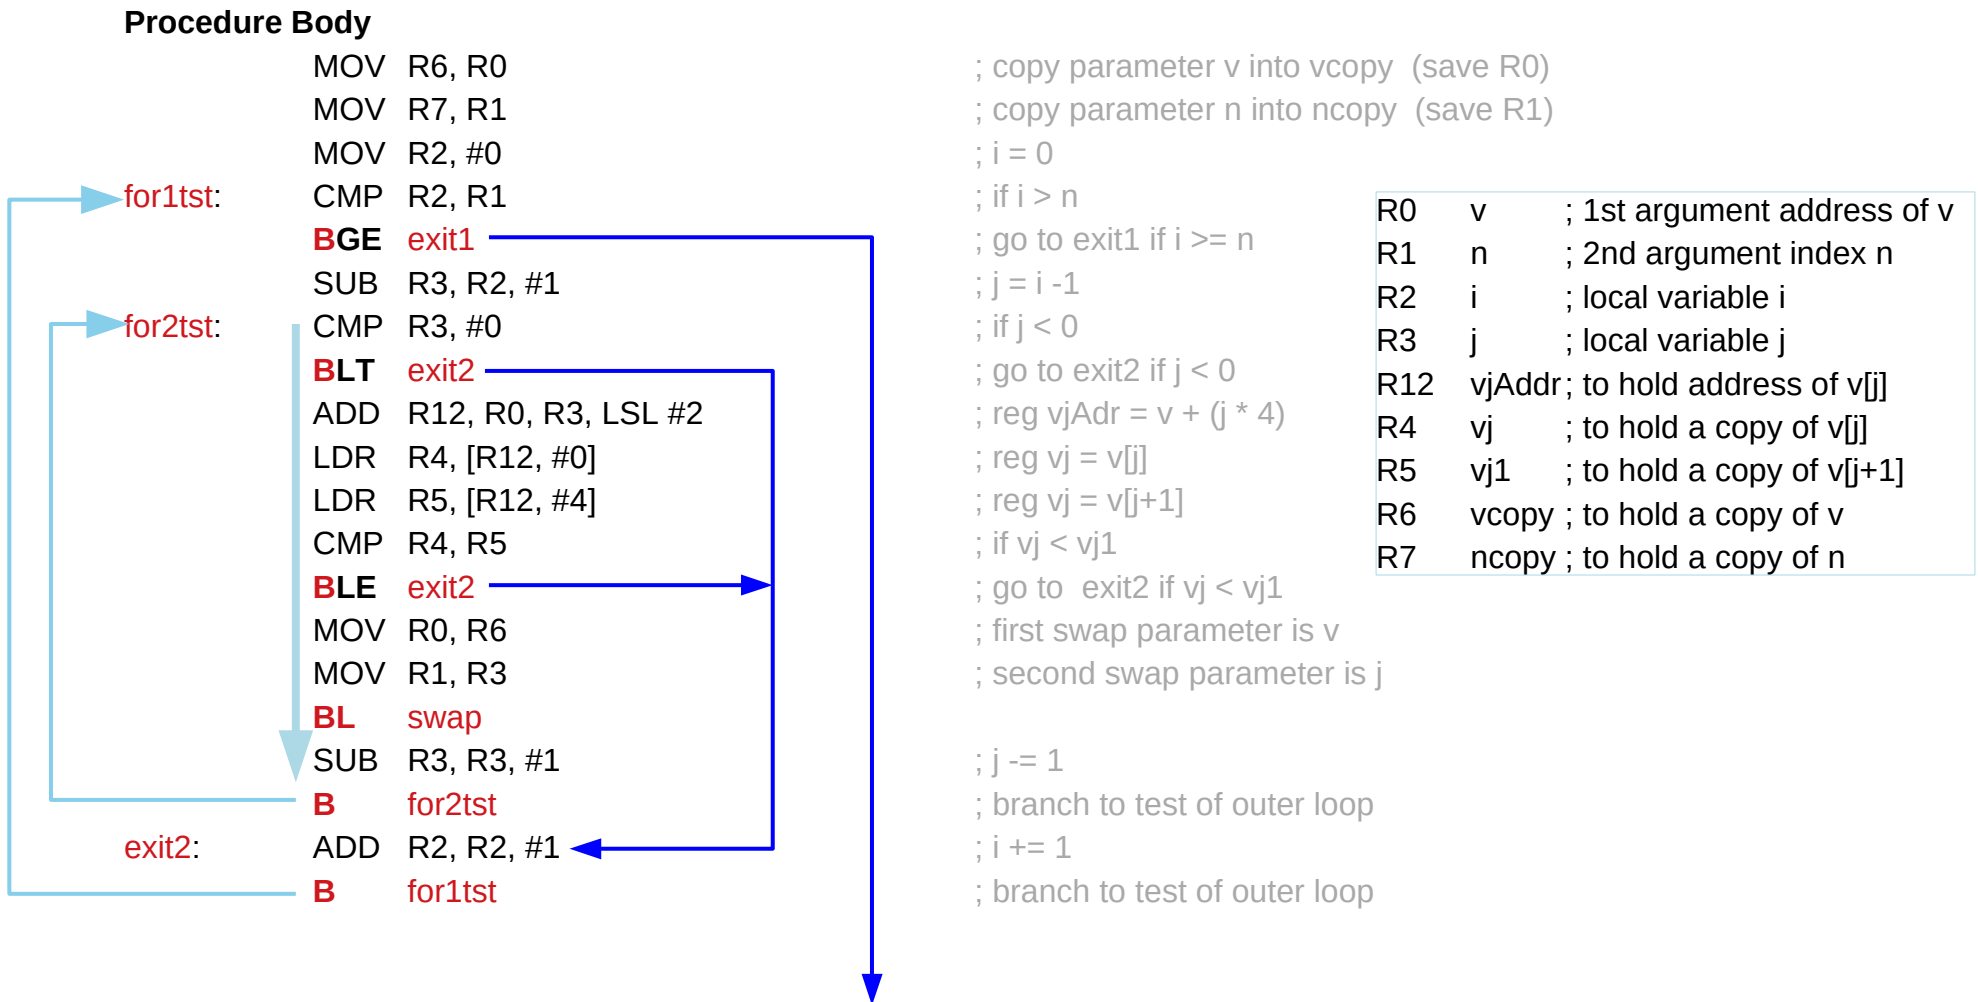 Procedure Body
MOV R6, R0 ; copy parameter v into vcopy (save R0)
MOV R7, R1 ; copy parameter n into ncopy (save R1)
MOV R2, #0 ; i = 0
for1tst: CMP R2, R1 ; if i > n
BGE exit1 ; go to exit1 if i >= n
SUB R3, R2, #1 ; j = i -1
for2tst: CMP R3, #0 ; if j < 0
BLT exit2 ; go to exit2 if j < 0
ADD R12, R0, R3, LSL #2 ; reg vjAdr = v + (j * 4)
LDR R4, [R12, #0] ; reg vj = v[j]
LDR R5, [R12, #4] ; reg vj = v[j+1]
CMP R4, R5 ; if vj < vj1
BLE exit2 ; go to exit2 if vj < vj1
MOV R0, R6 ; first swap parameter is v
MOV R1, R3 ; second swap parameter is j
BL swap
SUB R3, R3, #1 ; j -= 1
B for2tst ; branch to test of outer loop
exit2: ADD R2, R2, #1 ; i += 1
B for1tst ; branch to test of outer loop
R0 v ; 1st argument address of v
R1 n ; 2nd argument index n
R2 i ; local variable i
R3 j ; local variable j
R12 vjAddr ; to hold address of v[j]
R4 vj ; to hold a copy of v[j]
R5 vj1 ; to hold a copy of v[j+1]
R6 vcopy ; to hold a copy of v
R7 ncopy ; to hold a copy of n